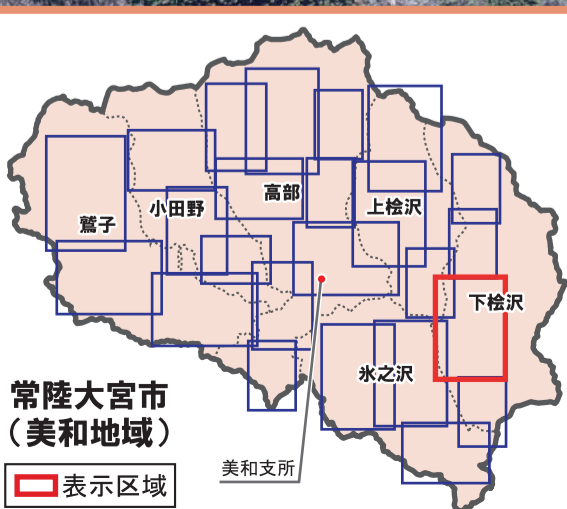 高部
小田野
上桧沢
鷲子
下桧沢
氷之沢
常陸大宮市
（美和地域）
美和支所
表示区域